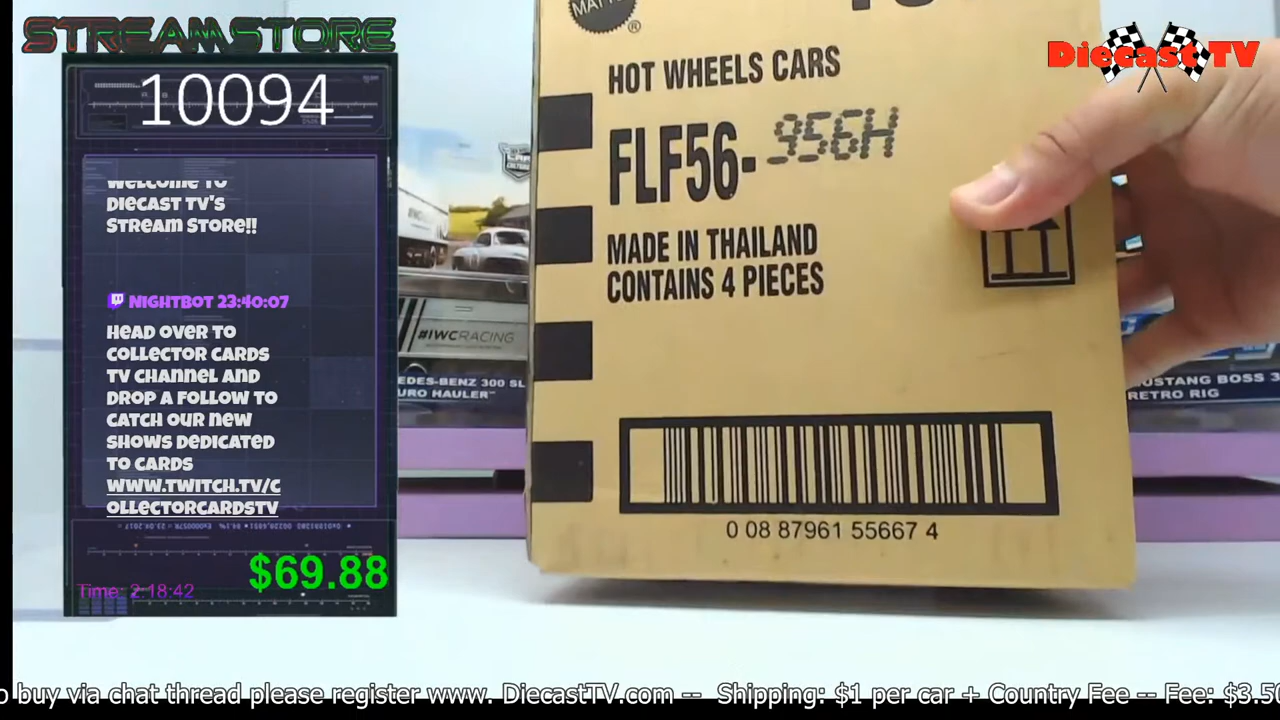 STREAMSTORE
10094
WELCOME TO
DIECAST TV'S
STREAM STORE!!
NIGHTBOT 23:40:07
HEAD OVER TO
COLLECTOR CARDS
TV CHANNEL AND
DROP A FOLLOW TO
CATCH OUR NEW
SHOWS DEDICATED
TO CARDS
WWW.TWITCH.TV/C
OLLECTORCARDSTV
$69.88
Time: 2:18:42
MATTEL
®
HOT WHEELS CARS
FLF56-956H
MADE IN THAILAND
CONTAINS 4 PIECES
0 08 87961 55667 4
Diecast TV
#IWCRACING
EDES-BENZ 300 SL
URO HAULER™
USTANG BOSS 3
RETRO RIG
o buy via chat thread please register www. DiecastTV.com -- Shipping: $1 per car + Country Fee -- Fee: $3.50